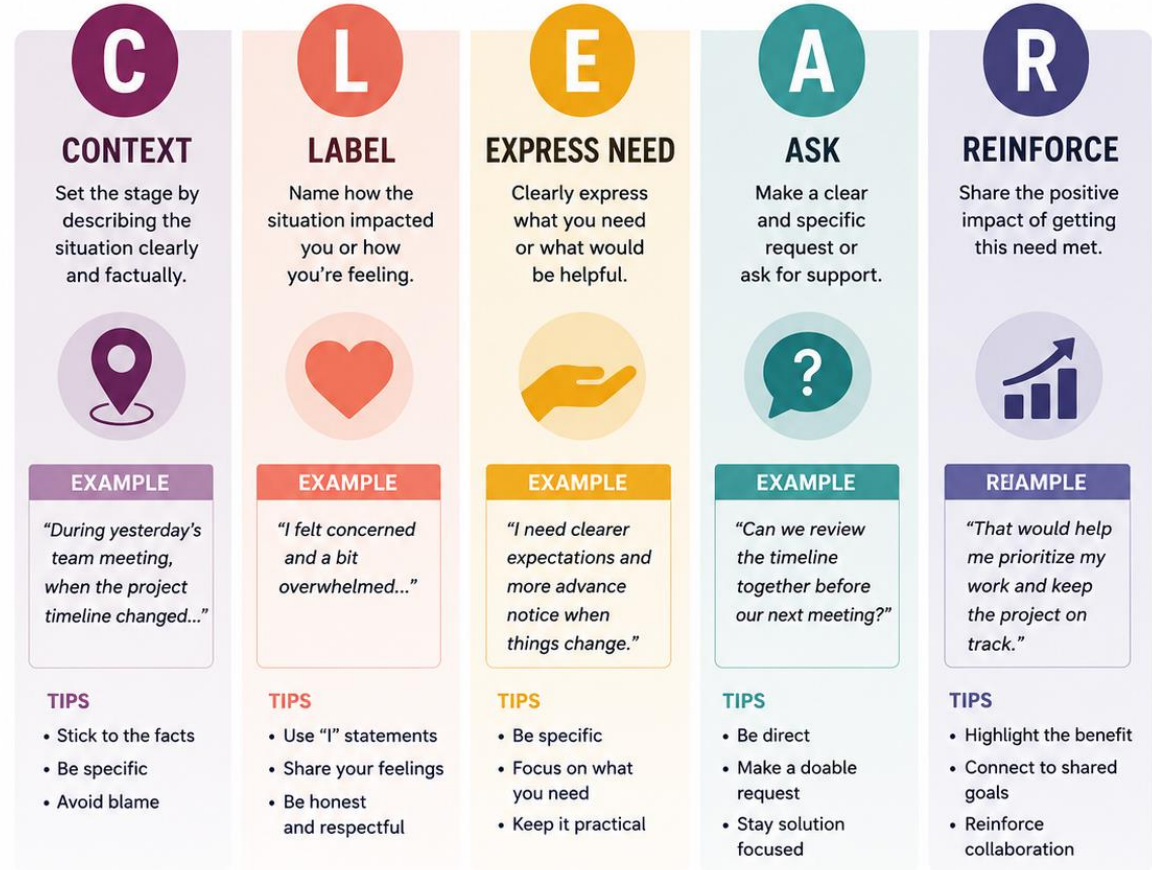 C
CONTEXT
Set the stage by
describing the
situation clearly
and factually.
EXAMPLE
“During yesterday’s
team meeting,
when the project
timeline changed...”
TIPS
• Stick to the facts
• Be specific
• Avoid blame
L
LABEL
Name how the
situation impacted
you or how
you’re feeling.
EXAMPLE
“I felt concerned
and a bit
overwhelmed...”
TIPS
• Use “I” statements
• Share your feelings
• Be honest
and respectful
E
EXPRESS NEED
Clearly express
what you need
or what would
be helpful.
EXAMPLE
“I need clearer
expectations and
more advance
notice when
things change.”
TIPS
• Be specific
• Focus on what
you need
• Keep it practical
A
ASK
Make a clear
and specific
request or
ask for support.
?
EXAMPLE
“Can we review
the timeline
together before
our next meeting?”
TIPS
• Be direct
• Make a doable
request
• Stay solution
focused
R
REINFORCE
Share the positive
impact of getting
this need met.
REIAMPLE
“That would help
me prioritize my
work and keep
the project on
track.”
TIPS
• Highlight the benefit
• Connect to shared
goals
• Reinforce
collaboration